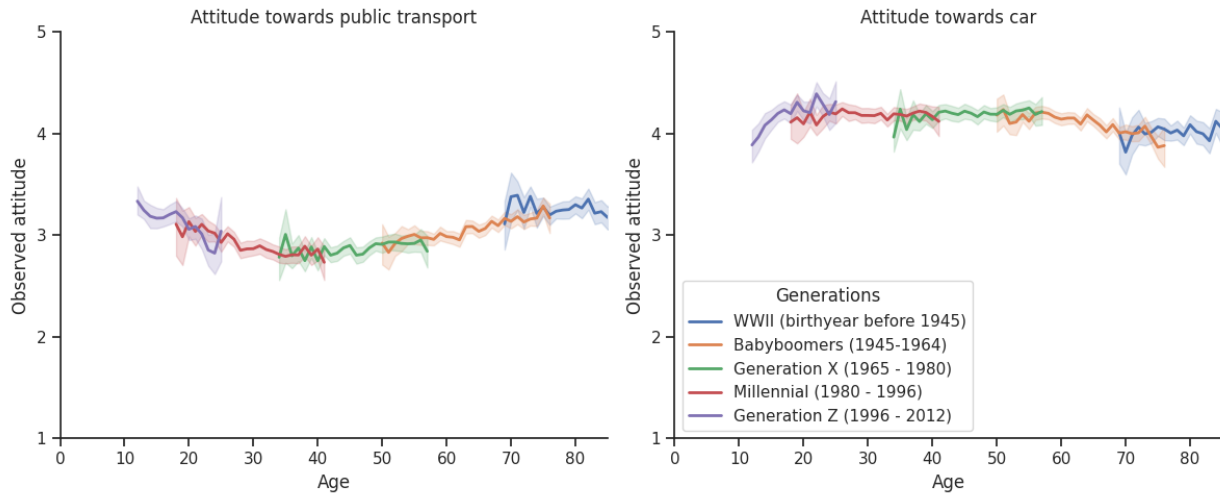 Attitude towards public transport
5
4
3
2
1
Observed attitude
0 10 20 30 40 50 60 70 80
Age
Attitude towards car
5
4
3
2
1
Observed attitude
Generations
WWII (birthyear before 1945)
Babyboomers (1945-1964)
Generation X (1965 - 1980)
Millennial (1980 - 1996)
Generation Z (1996 - 2012)
0 10 20 30 40 50 60 70 80
Age